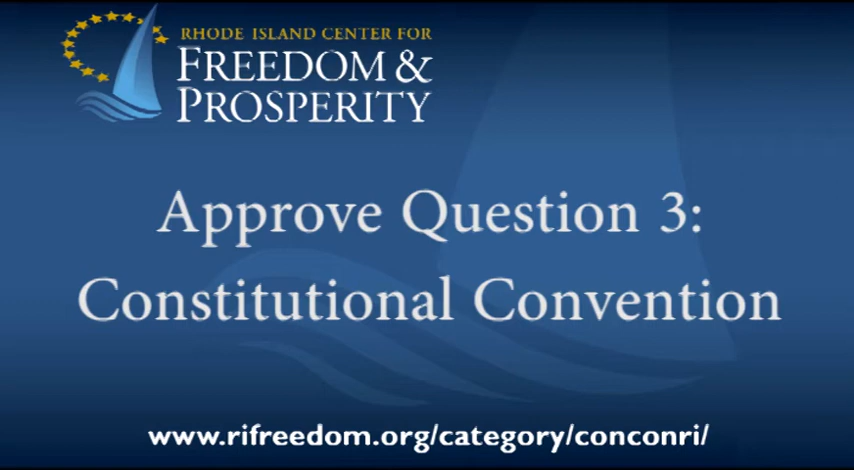 RHODE ISLAND CENTER FOR
FREEDOM &
PROSPERITY
Approve Question 3:
Constitutional Convention
www.rifreedom.org/category/conconri/